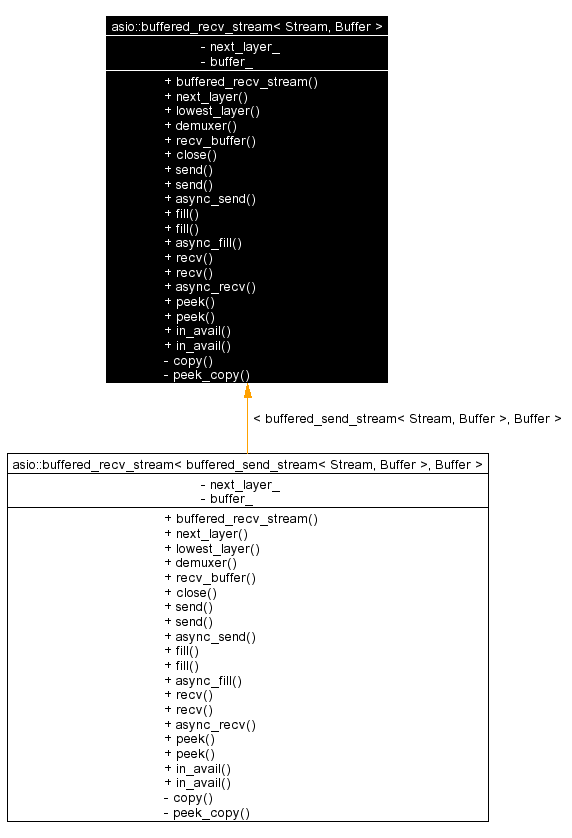 asio::buffered_recv_stream< Stream, Buffer >
- next_layer_
- buffer_
+ buffered_recv_stream()
+ next_layer()
+ lowest_layer()
+ demuxer()
+ recv_buffer()
+ close()
+ send()
+ send()
+ async_send()
+ fill()
+ fill()
+ async_fill()
+ recv()
+ recv()
+ async_recv()
+ peek()
+ peek()
+ in_avail()
+ in_avail()
- copy()
- peek_copy()
< buffered_send_stream< Stream, Buffer >, Buffer >
asio::buffered_recv_stream< buffered_send_stream< Stream, Buffer >, Buffer >
- next_layer_
- buffer_
+ buffered_recv_stream()
+ next_layer()
+ lowest_layer()
+ demuxer()
+ recv_buffer()
+ close()
+ send()
+ send()
+ async_send()
+ fill()
+ fill()
+ async_fill()
+ recv()
+ recv()
+ async_recv()
+ peek()
+ peek()
+ in_avail()
+ in_avail()
- copy()
- peek_copy()